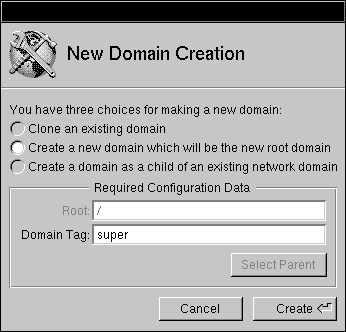 New Domain Creation
You have three choices for making a new domain:
Clone an existing domain
Create a new domain which will be the new root domain
Create a domain as a child of an existing network domain
Required Configuration Data
Root: /
Domain Tag: super
Select Parent
Cancel Create